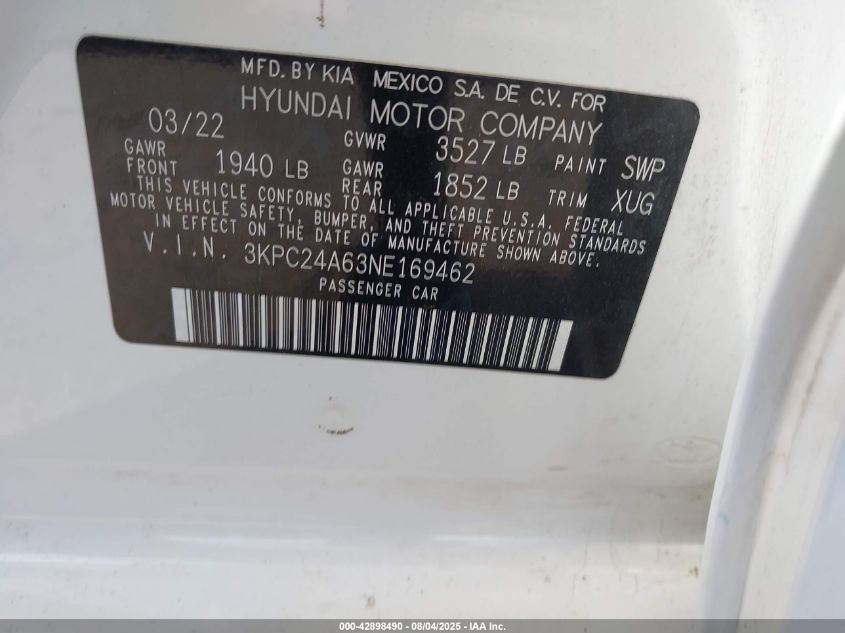 MFD. BY KIA MEXICO S.A. DE C.V. FOR
HYUNDAI MOTOR COMPANY
03/22 GVWR 3527 LB PAINT SWP
GAWR FRONT 1940 LB GAWR REAR 1852 LB TRIM XUG
THIS VEHICLE CONFORMS TO ALL APPLICABLE U.S.A. FEDERAL
MOTOR VEHICLE SAFETY, BUMPER, AND THEFT PREVENTION STANDARDS
IN EFFECT ON THE DATE OF MANUFACTURE SHOWN ABOVE.
V.I.N. 3KPC24A63NE169462
PASSENGER CAR
000-42898490 - 08/04/2025 - IAA Inc.